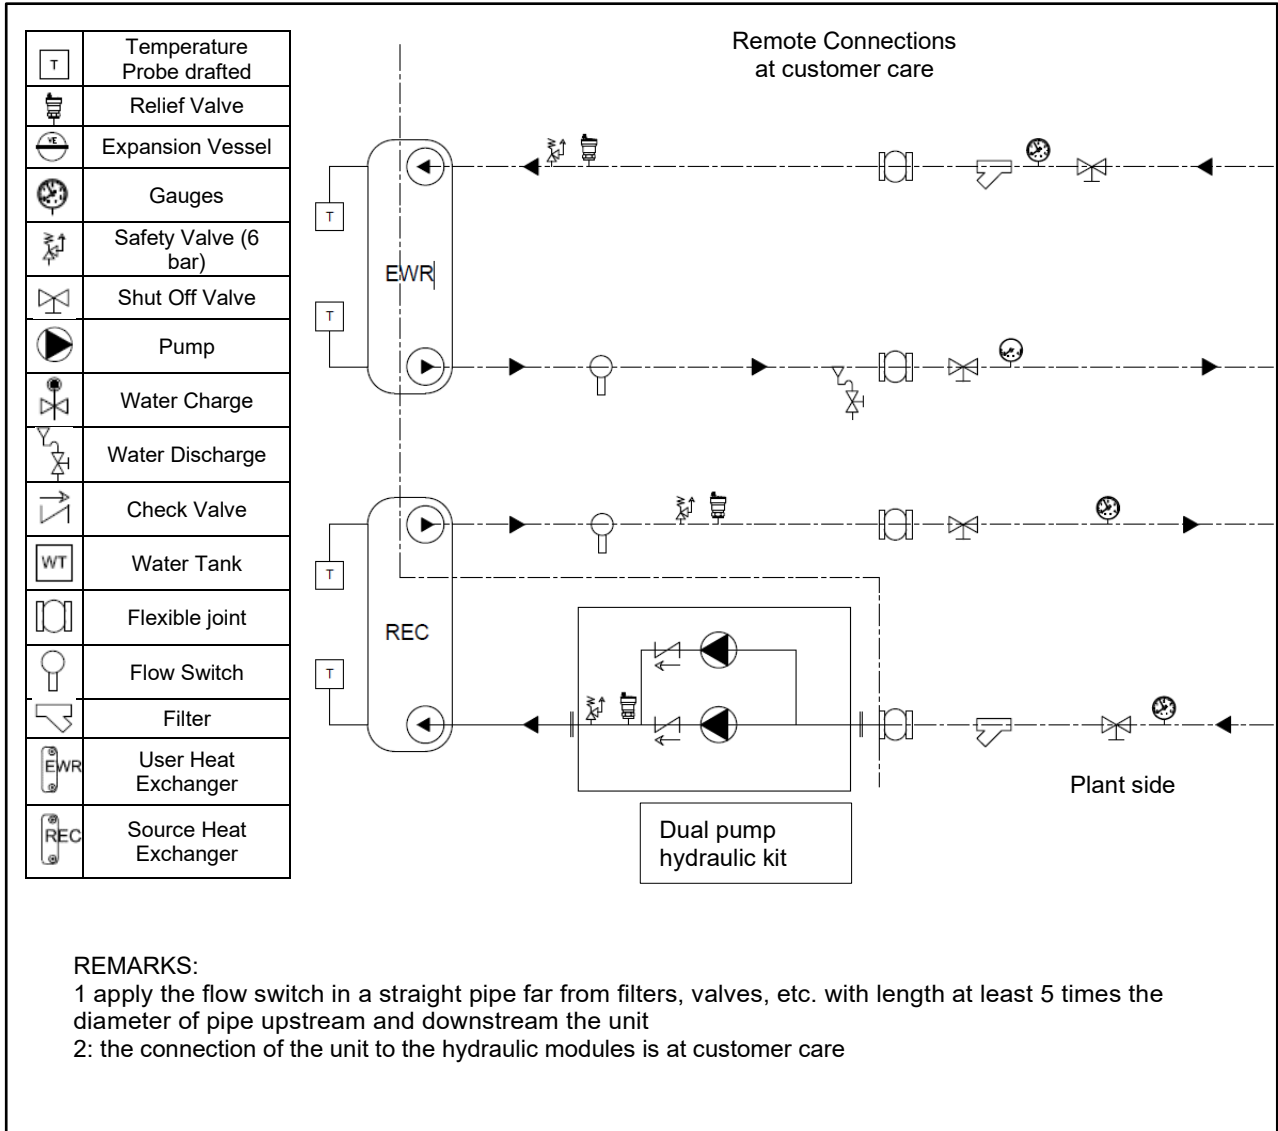 T
Temperature
Probe drafted
Relief Valve
VE
Expansion Vessel
Gauges
Safety Valve (6
bar)
Shut Off Valve
Pump
Water Charge
Water Discharge
Check Valve
WT
Water Tank
Flexible joint
Flow Switch
Filter
EWR
User Heat
Exchanger
REC
Source Heat
Exchanger
Remote Connections
at customer care
T
EWR
T
T
REC
T
Plant side
Dual pump
hydraulic kit
REMARKS:
1 apply the flow switch in a straight pipe far from filters, valves, etc. with length at least 5 times the
diameter of pipe upstream and downstream the unit
2: the connection of the unit to the hydraulic modules is at customer care